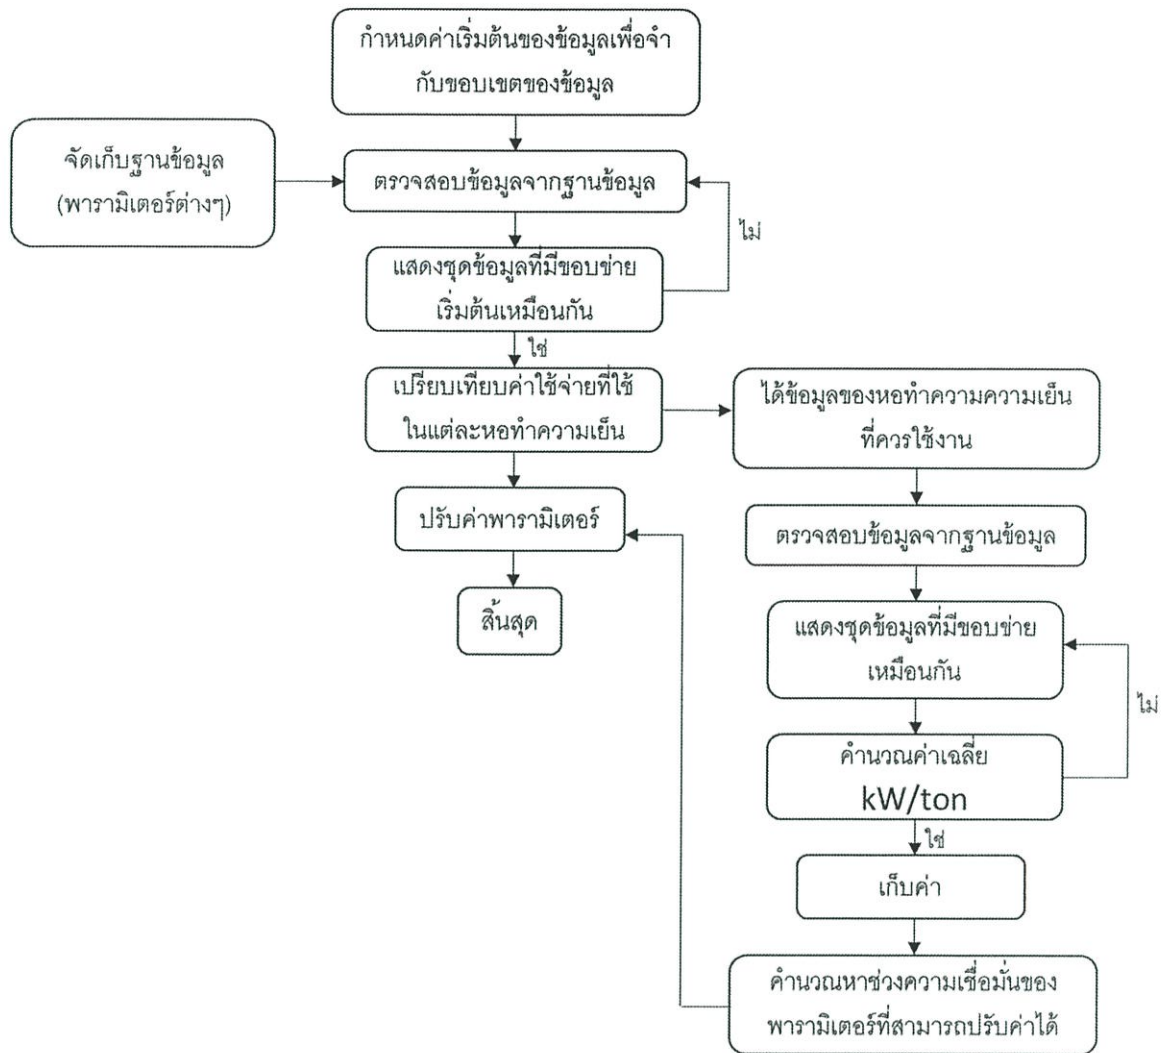 กำหนดค่าเริ่มต้นของข้อมูลเพื่อจำ
กับขอบเขตของข้อมูล
จัดเก็บฐานข้อมูล
(พารามิเตอร์ต่างๆ)
ตรวจสอบข้อมูลจากฐานข้อมูล
ไม่
แสดงชุดข้อมูลที่มีขอบข่าย
เริ่มต้นเหมือนกัน
ใช่
เปรียบเทียบค่าใช้จ่ายที่ใช้
ในแต่ละหอทำความเย็น
ได้ข้อมูลของหอทำความความเย็น
ที่ควรใช้งาน
ปรับค่าพารามิเตอร์
ตรวจสอบข้อมูลจากฐานข้อมูล
สิ้นสุด
แสดงชุดข้อมูลที่มีขอบข่าย
เหมือนกัน
ไม่
คำนวณค่าเฉลี่ย
kW/ton
ใช่
เก็บค่า
คำนวณหาช่วงความเชื่อมั่นของ
พารามิเตอร์ที่สามารถปรับค่าได้